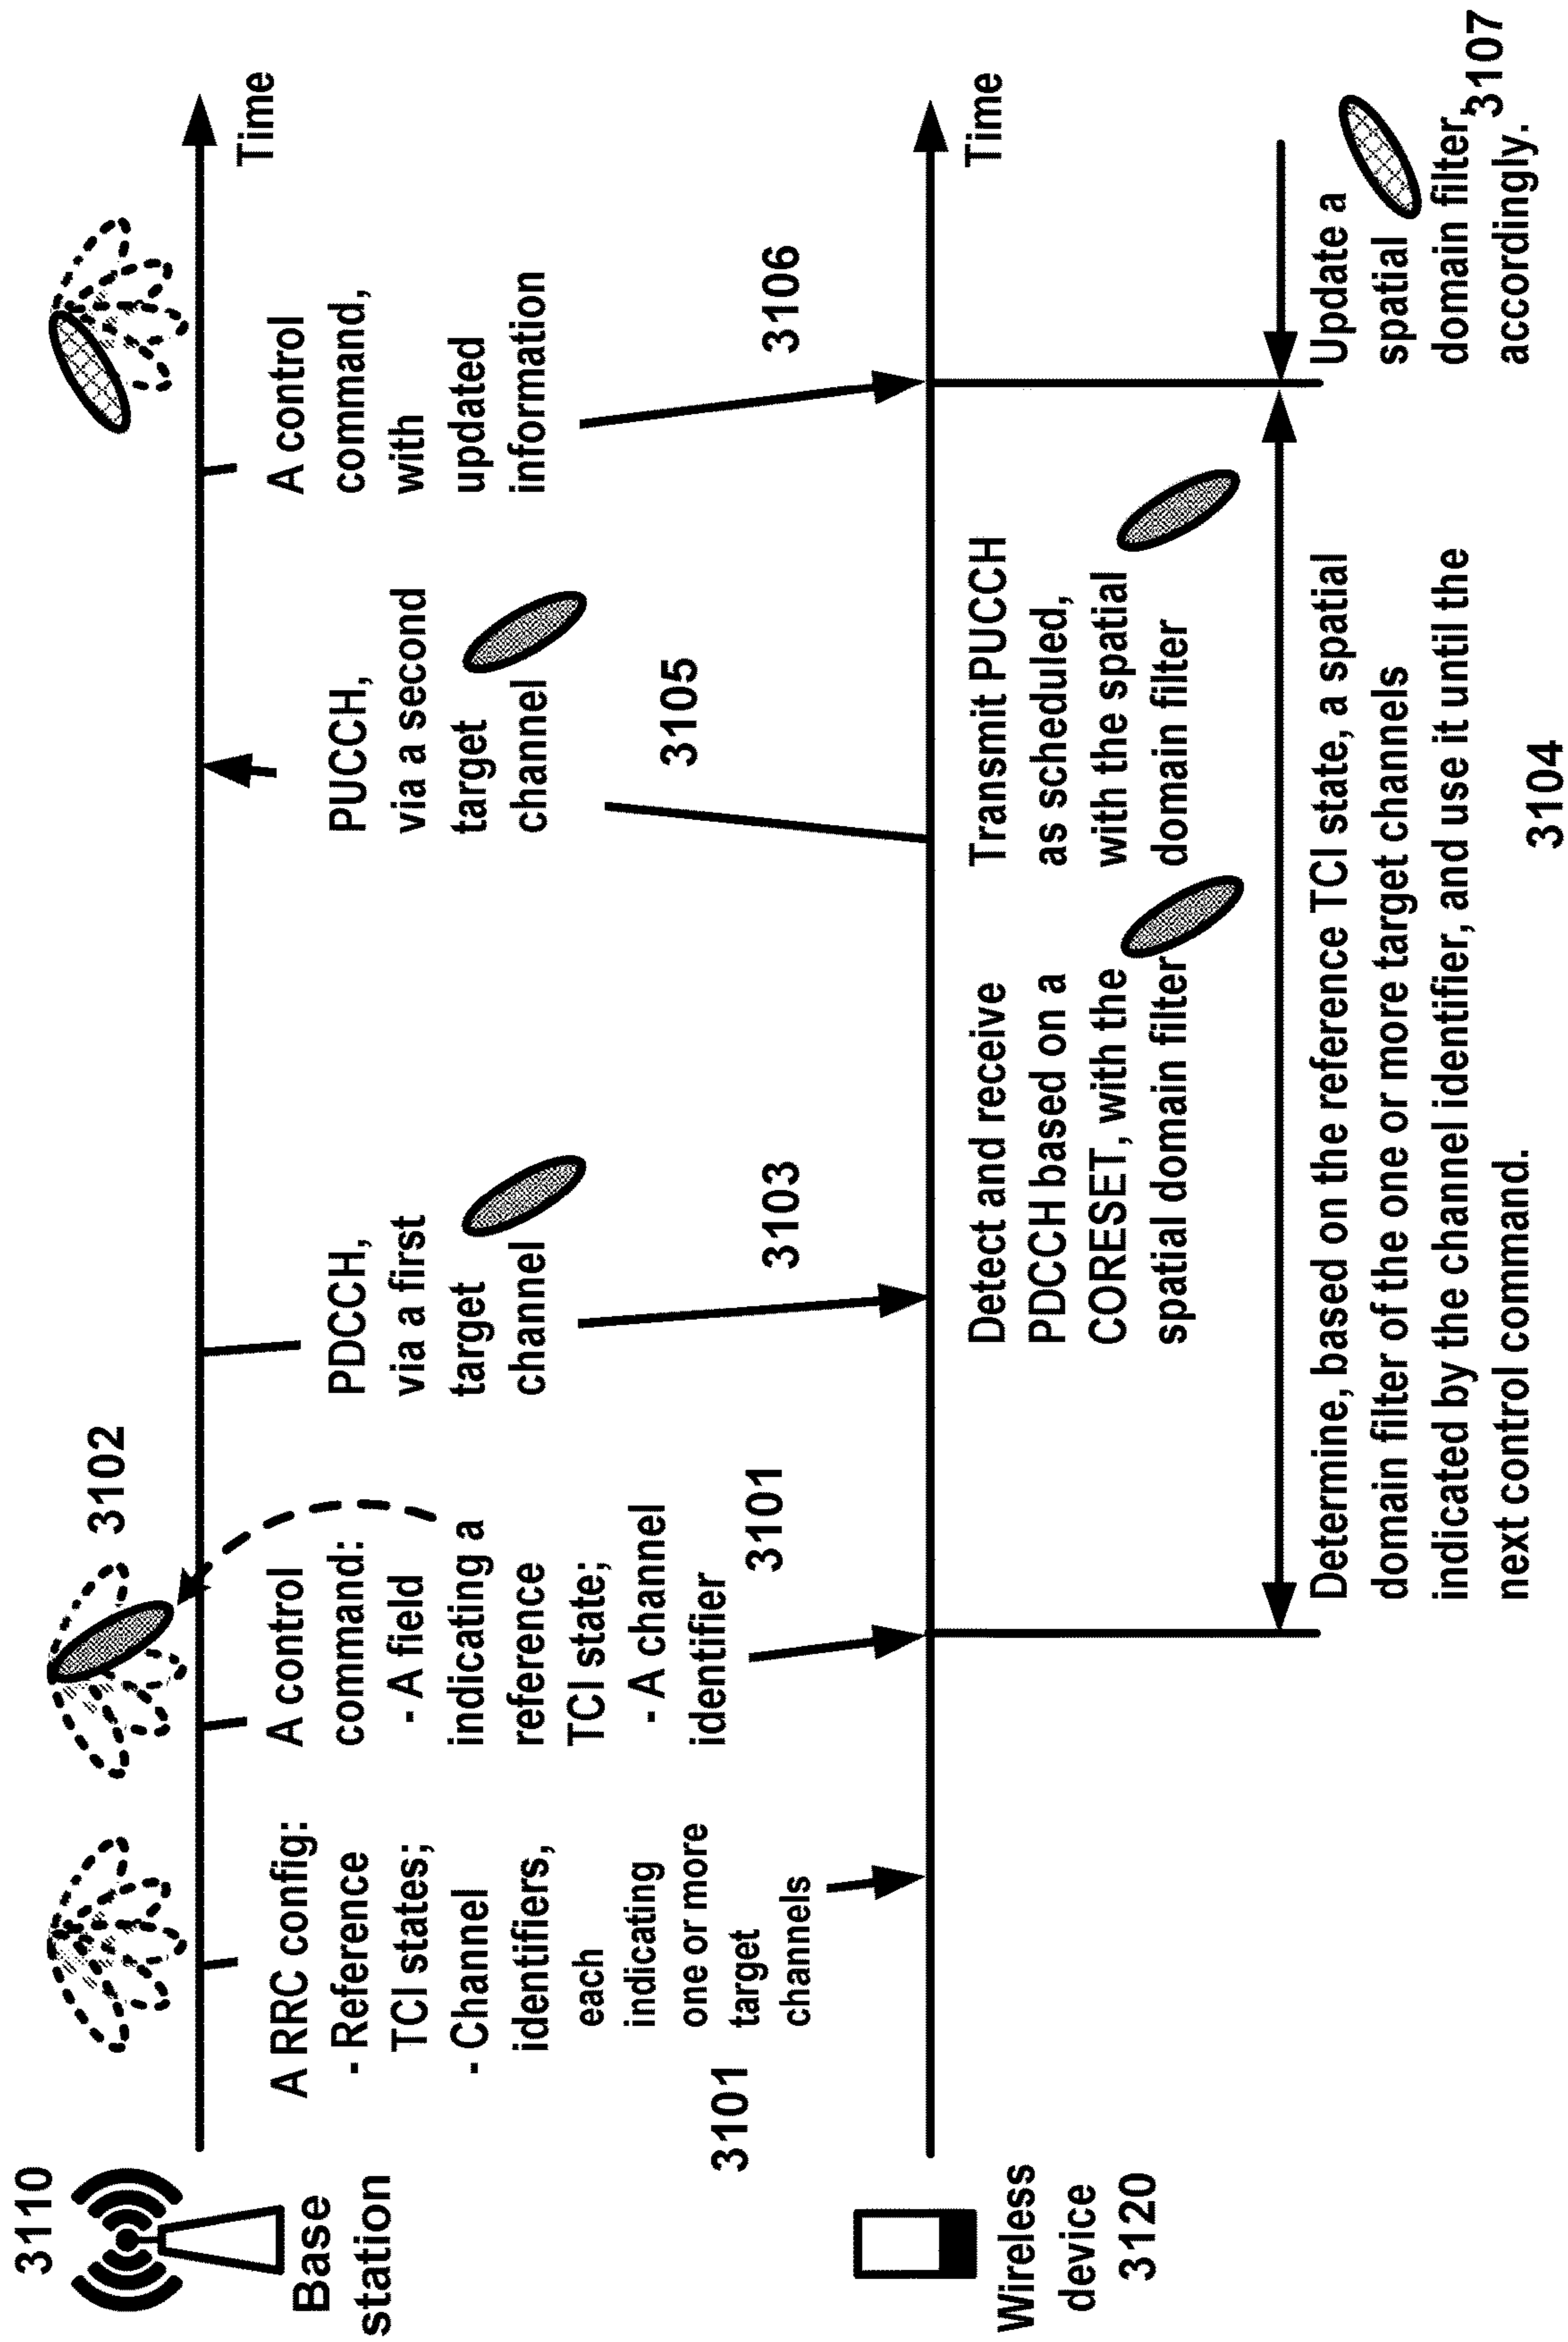 3110
Base
station
A RRC config:
- Reference
TCI states;
- Channel
identifiers,
each
indicating
one or more
target
channels
3101
A control
command:
- A field
indicating a
reference
TCI state;
- A channel
identifier
3101
3102
PDCCH,
via a first
target
channel
3103
PUCCH,
via a second
target
channel
3105
A control
command,
with
updated
information
3106
Time
Wireless
device
3120
Detect and receive
PDCCH based on a
CORESET, with the
spatial domain filter
Transmit PUCCH
as scheduled,
with the spatial
domain filter
Time
Determine, based on the reference TCI state, a spatial
domain filter of the one or more target channels
indicated by the channel identifier, and use it until the
next control command.
3104
Update a
spatial
domain filter,
accordingly.
3107